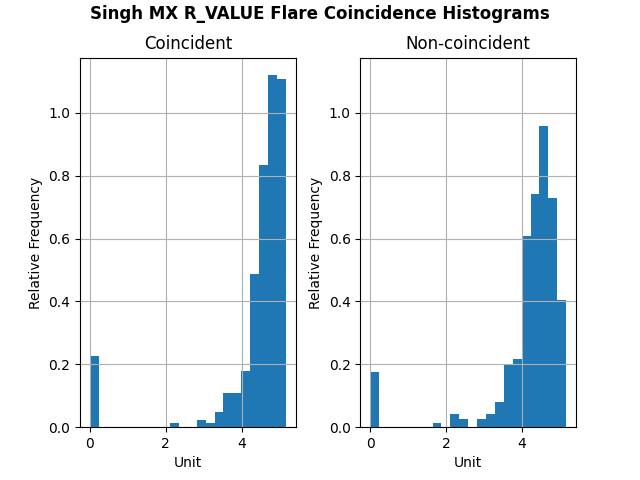 Singh MX R_VALUE Flare Coincidence Histograms
Coincident
Non-coincident
1.0
0.8
0.6
0.4
0.2
0.0
Relative Frequency
0
2
4
Unit
1.0
0.8
0.6
0.4
0.2
0.0
Relative Frequency
0
2
4
Unit